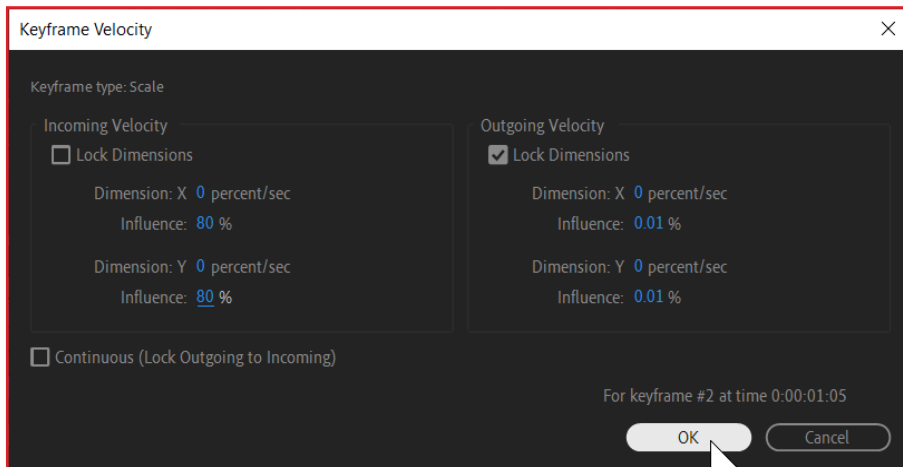 Keyframe Velocity
Keyframe type: Scale
Incoming Velocity
Lock Dimensions
Dimension: X 0 percent/sec
Influence: 80 %
Dimension: Y 0 percent/sec
Influence: 80 %
Outgoing Velocity
Lock Dimensions
Dimension: X 0 percent/sec
Influence: 0.01 %
Dimension: Y 0 percent/sec
Influence: 0.01 %
Continuous (Lock Outgoing to Incoming)
For keyframe #2 at time 0:00:01:05
OK
Cancel